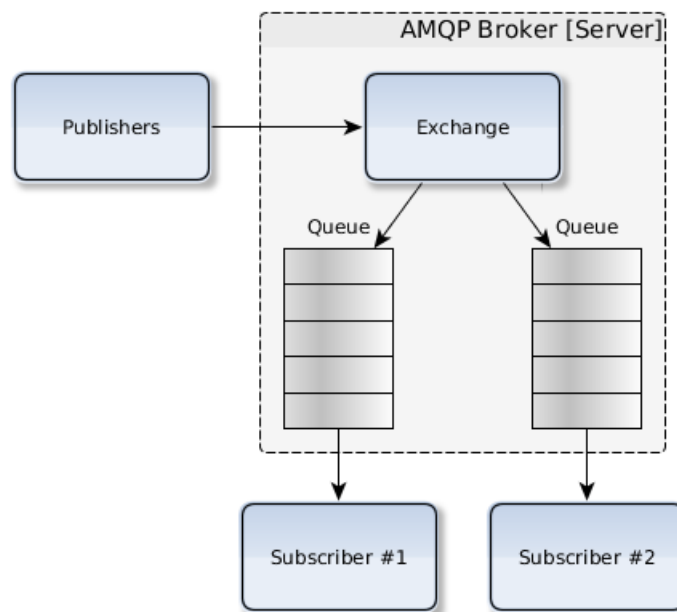 AMQP Broker [Server]
Publishers
Exchange
Queue
Queue
Subscriber #1
Subscriber #2